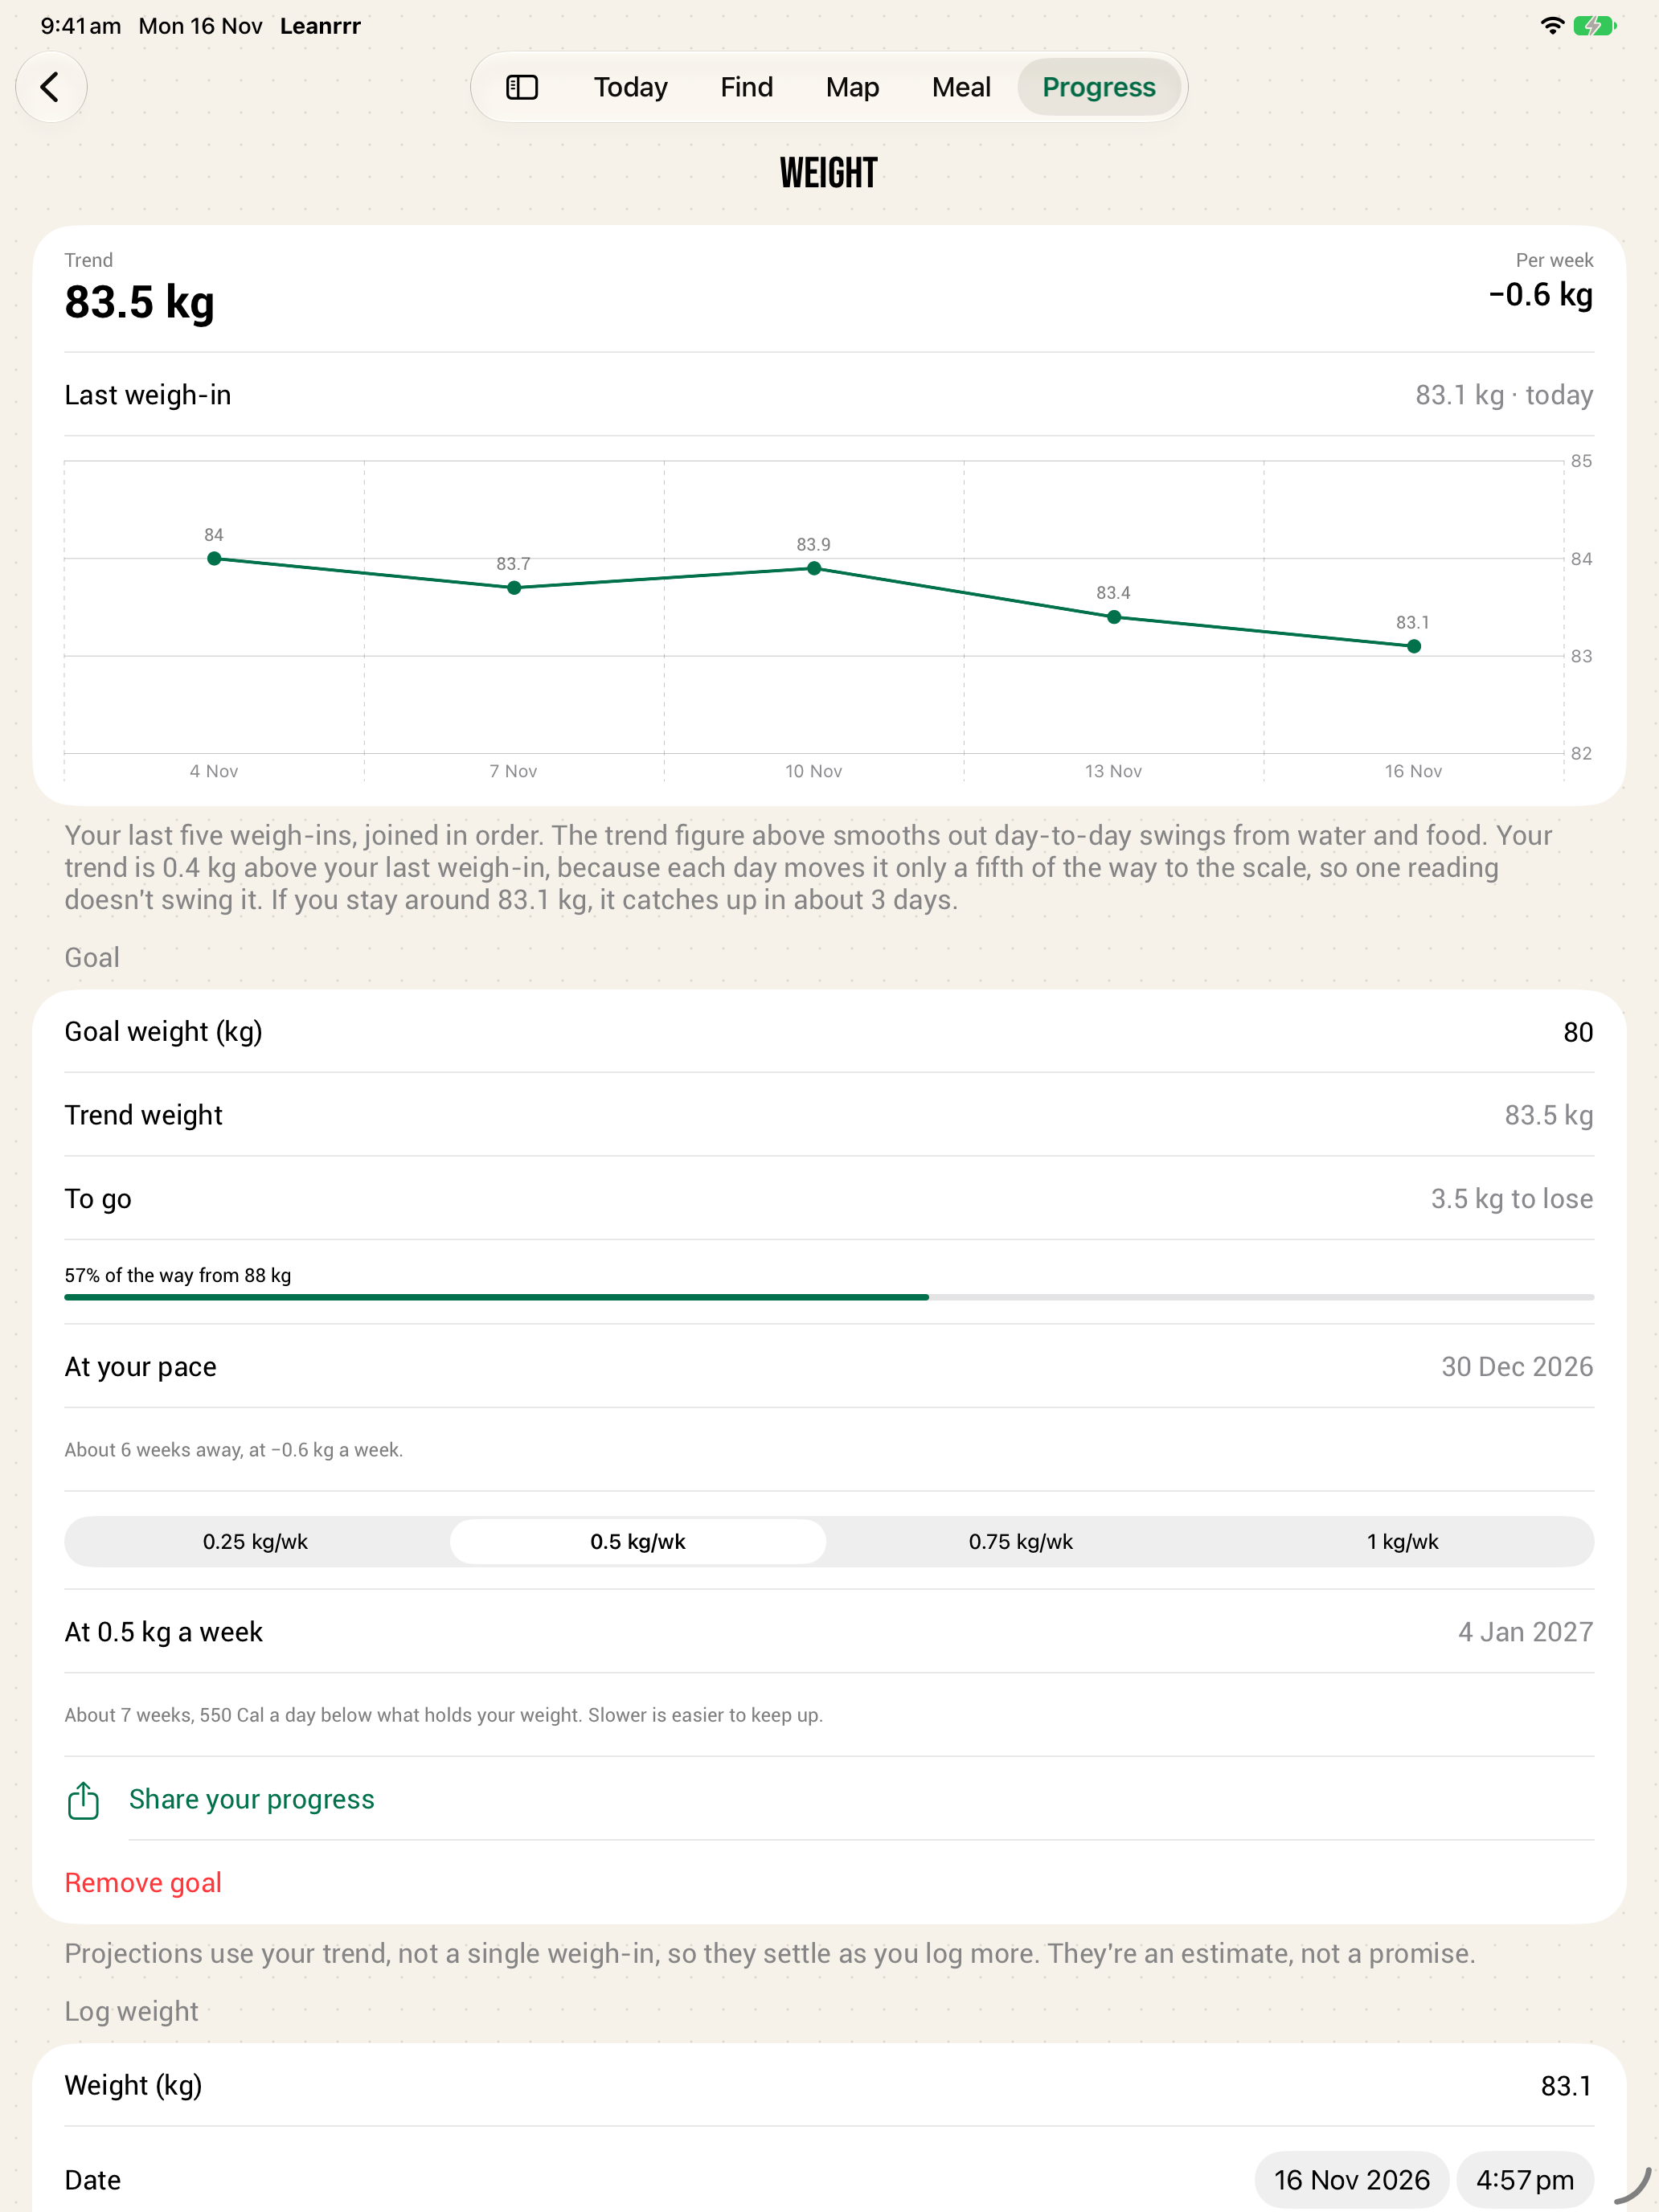 9:41 am Mon 16 Nov Leanrrr
Today Find Map Meal Progress
WEIGHT
Trend
83.5 kg
Per week
−0.6 kg
Last weigh-in
83.1 kg · today
85
84
83
82
84
83.7
83.9
83.4
83.1
4 Nov
7 Nov
10 Nov
13 Nov
16 Nov
Your last five weigh-ins, joined in order. The trend figure above smooths out day-to-day swings from water and food. Your
trend is 0.4 kg above your last weigh-in, because each day moves it only a fifth of the way to the scale, so one reading
doesn't swing it. If you stay around 83.1 kg, it catches up in about 3 days.
Goal
Goal weight (kg)
80
Trend weight
83.5 kg
To go
3.5 kg to lose
57% of the way from 88 kg
At your pace
30 Dec 2026
About 6 weeks away, at −0.6 kg a week.
0.25 kg/wk
0.5 kg/wk
0.75 kg/wk
1 kg/wk
At 0.5 kg a week
4 Jan 2027
About 7 weeks, 550 Cal a day below what holds your weight. Slower is easier to keep up.
Share your progress
Remove goal
Projections use your trend, not a single weigh-in, so they settle as you log more. They're an estimate, not a promise.
Log weight
Weight (kg)
83.1
Date
16 Nov 2026
4:57 pm